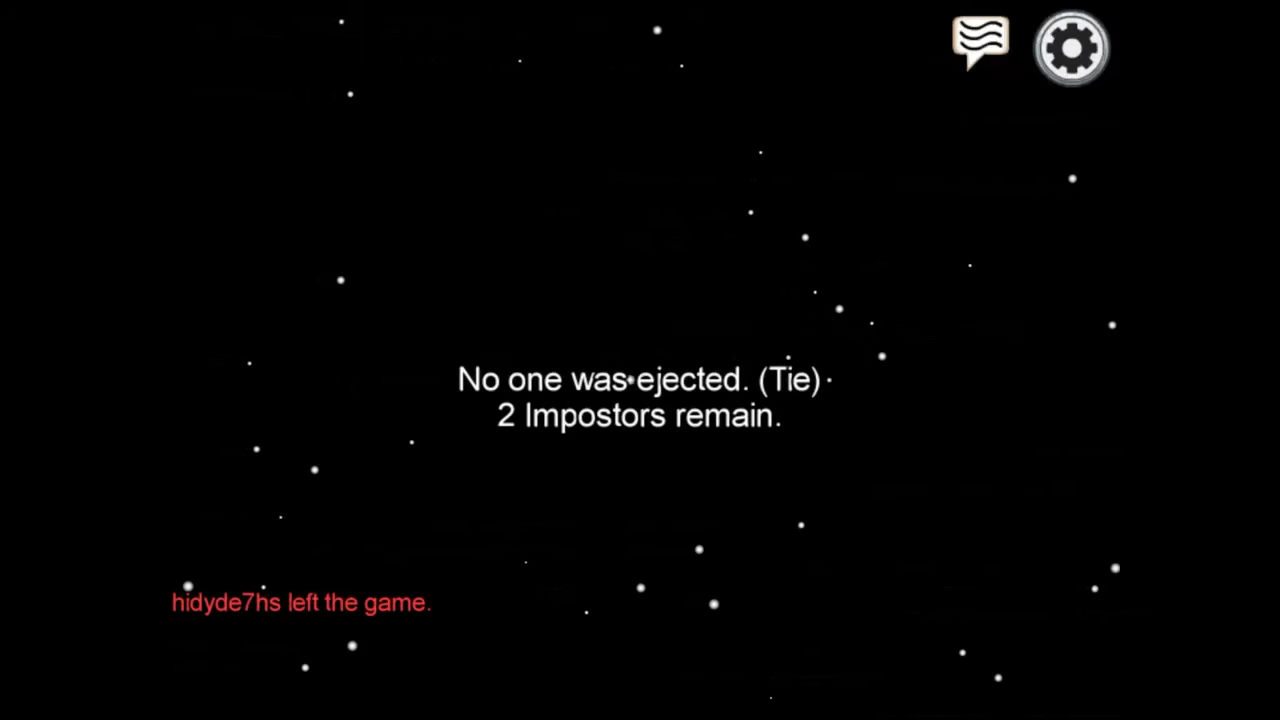 No one was ejected. (Tie)
2 Impostors remain.
hidyde7hs left the game.